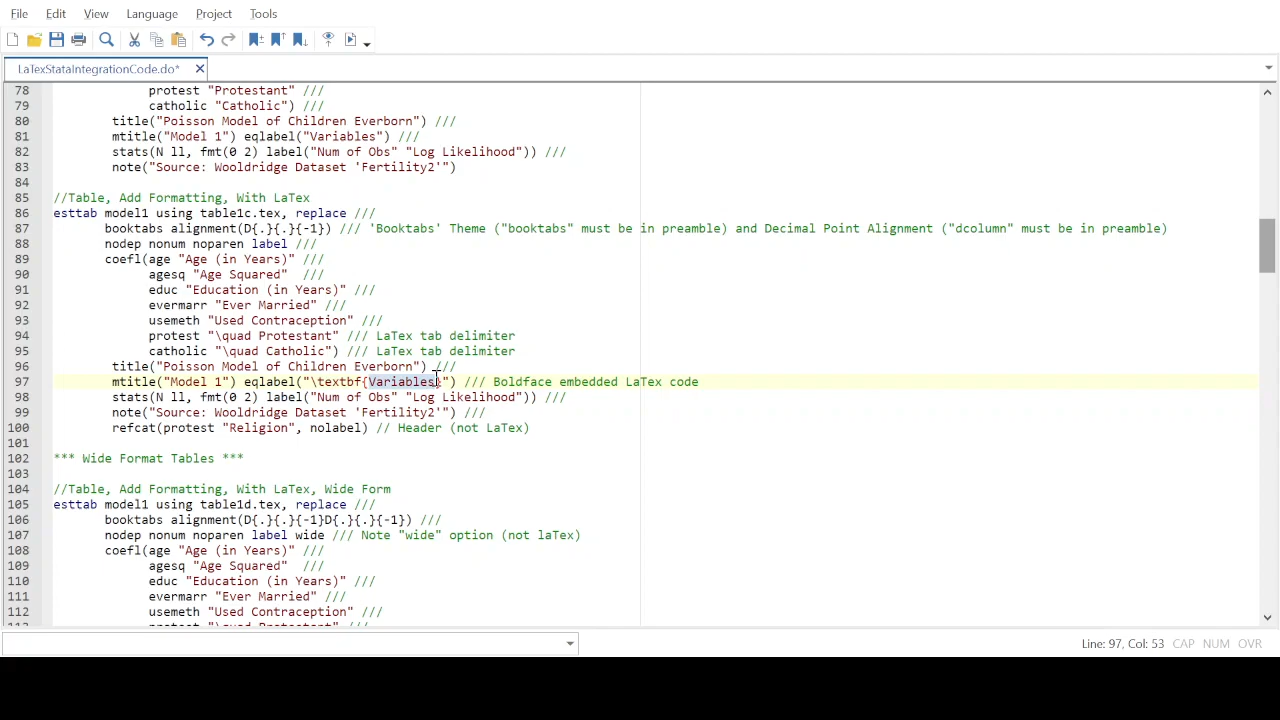 File Edit View Language Project Tools
LaTexStataIntegrationCode.do*
78 protest "Protestant" ///
79 catholic "Catholic") ///
80 title("Poisson Model of Children Everborn") ///
81 mtitle("Model 1") eqlabel("Variables") ///
82 stats(N ll, fmt(0 2) label("Num of Obs" "Log Likelihood")) ///
83 note("Source: Wooldridge Dataset 'Fertility2'")
84
85 //Table, Add Formatting, With LaTex
86 esttab model1 using table1c.tex, replace ///
87 booktabs alignment(D{.}{.}{-1}) /// 'Booktabs' Theme ("booktabs" must be in preamble) and Decimal Point Alignment ("dcolumn" must be in preamble)
88 nodep nonum noparen label ///
89 coefl(age "Age (in Years)" ///
90 agesq "Age Squared" ///
91 educ "Education (in Years)" ///
92 evermarr "Ever Married" ///
93 usemeth "Used Contraception" ///
94 protest "\quad Protestant" /// LaTex tab delimiter
95 catholic "\quad Catholic") /// LaTex tab delimiter
96 title("Poisson Model of Children Everborn") ///
97 mtitle("Model 1") eqlabel("\textbf{Variables}") /// Boldface embedded LaTex code
98 stats(N ll, fmt(0 2) label("Num of Obs" "Log Likelihood")) ///
99 note("Source: Wooldridge Dataset 'Fertility2'") ///
100 refcat(protest "Religion", nolabel) // Header (not LaTex)
101
102 *** Wide Format Tables ***
103
104 //Table, Add Formatting, With LaTex, Wide Form
105 esttab model1 using table1d.tex, replace ///
106 booktabs alignment(D{.}{.}{-1}D{.}{.}{-1}) ///
107 nodep nonum noparen label wide /// Note "wide" option (not laTex)
108 coefl(age "Age (in Years)" ///
109 agesq "Age Squared" ///
110 educ "Education (in Years)" ///
111 evermarr "Ever Married" ///
112 usemeth "Used Contraception" ///
Line: 97, Col: 53 CAP NUM OVR